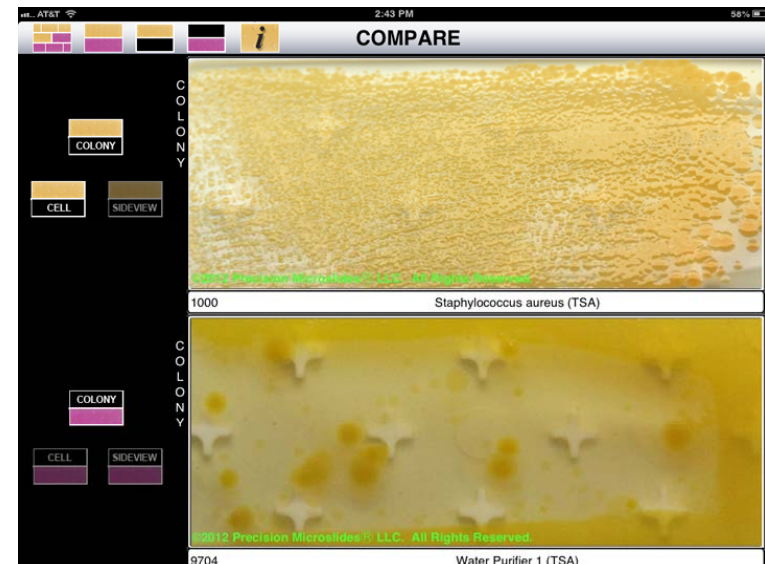 AT&T
2:43 PM
58%
i
COMPARE
COLONY
COLONY
CELL
SIDEVIEW
©2012 Precision Microslides® LLC. All Rights Reserved.
1000
Staphylococcus aureus (TSA)
COLONY
COLONY
CELL
SIDEVIEW
©2012 Precision Microslides® LLC. All Rights Reserved.
9704
Water Purifier 1 (TSA)